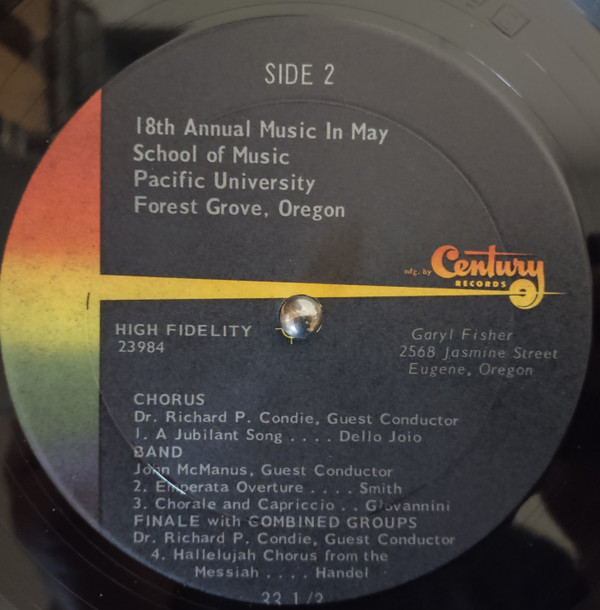 SIDE 2
18th Annual Music In May
School of Music
Pacific University
Forest Grove, Oregon
mfg. by Century
RECORDS
HIGH FIDELITY
23984
Garyl Fisher
2568 Jasmine Street
Eugene, Oregon
CHORUS
Dr. Richard P. Condie, Guest Conductor
1. A Jubilant Song . . . . Dello Joio
BAND
John McManus, Guest Conductor
2. Emperata Overture . . . . Smith
3. Chorale and Capriccio . . Giovannini
FINALE with COMBINED GROUPS
Dr. Richard P. Condie, Guest Conductor
4. Hallelujah Chorus from the
Messiah . . . . Handel
33 1/3